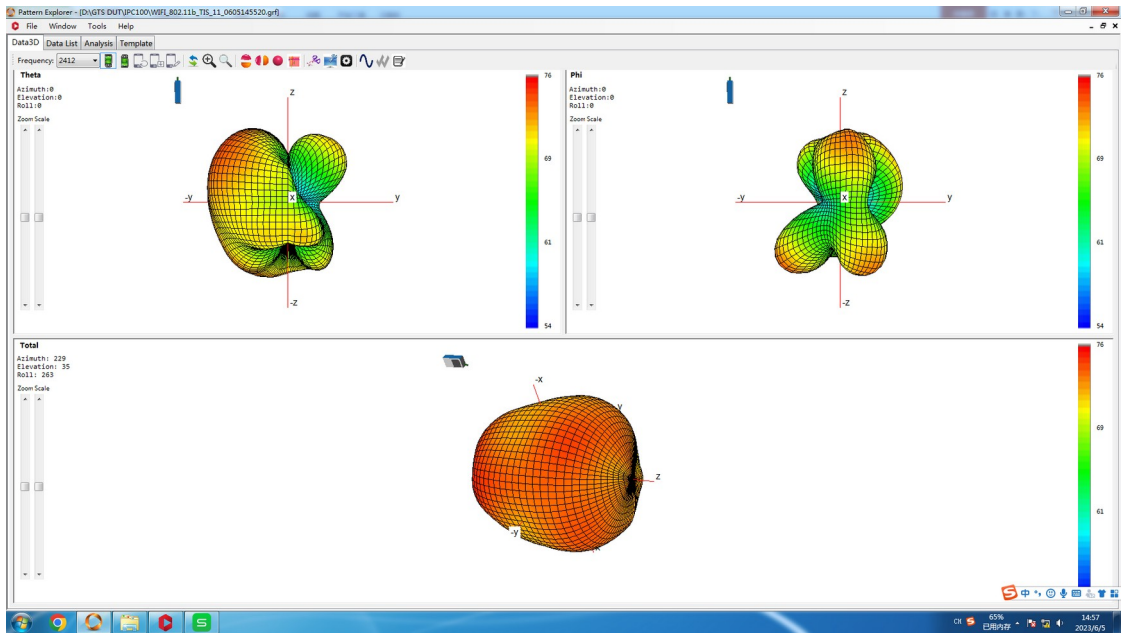 Pattern Explorer - [D:\GTS DUT\IPC100\WIFI_802.11b_TIS_11_0605145520.grf]
File Window Tools Help
Data3D Data List Analysis Template
Frequency: 2412
Theta
Azimuth:0
Elevation:0
Roll:0
Zoom Scale
z
-y
x
y
-z
76
69
61
54
Phi
Azimuth:0
Elevation:0
Roll:0
Zoom Scale
z
-y
x
y
-z
76
69
61
54
Total
Azimuth: 229
Elevation: 35
Roll: 263
Zoom Scale
-x
y
z
-y
x
76
69
61
中
CH
65%
已用内存
14:57
2023/6/5